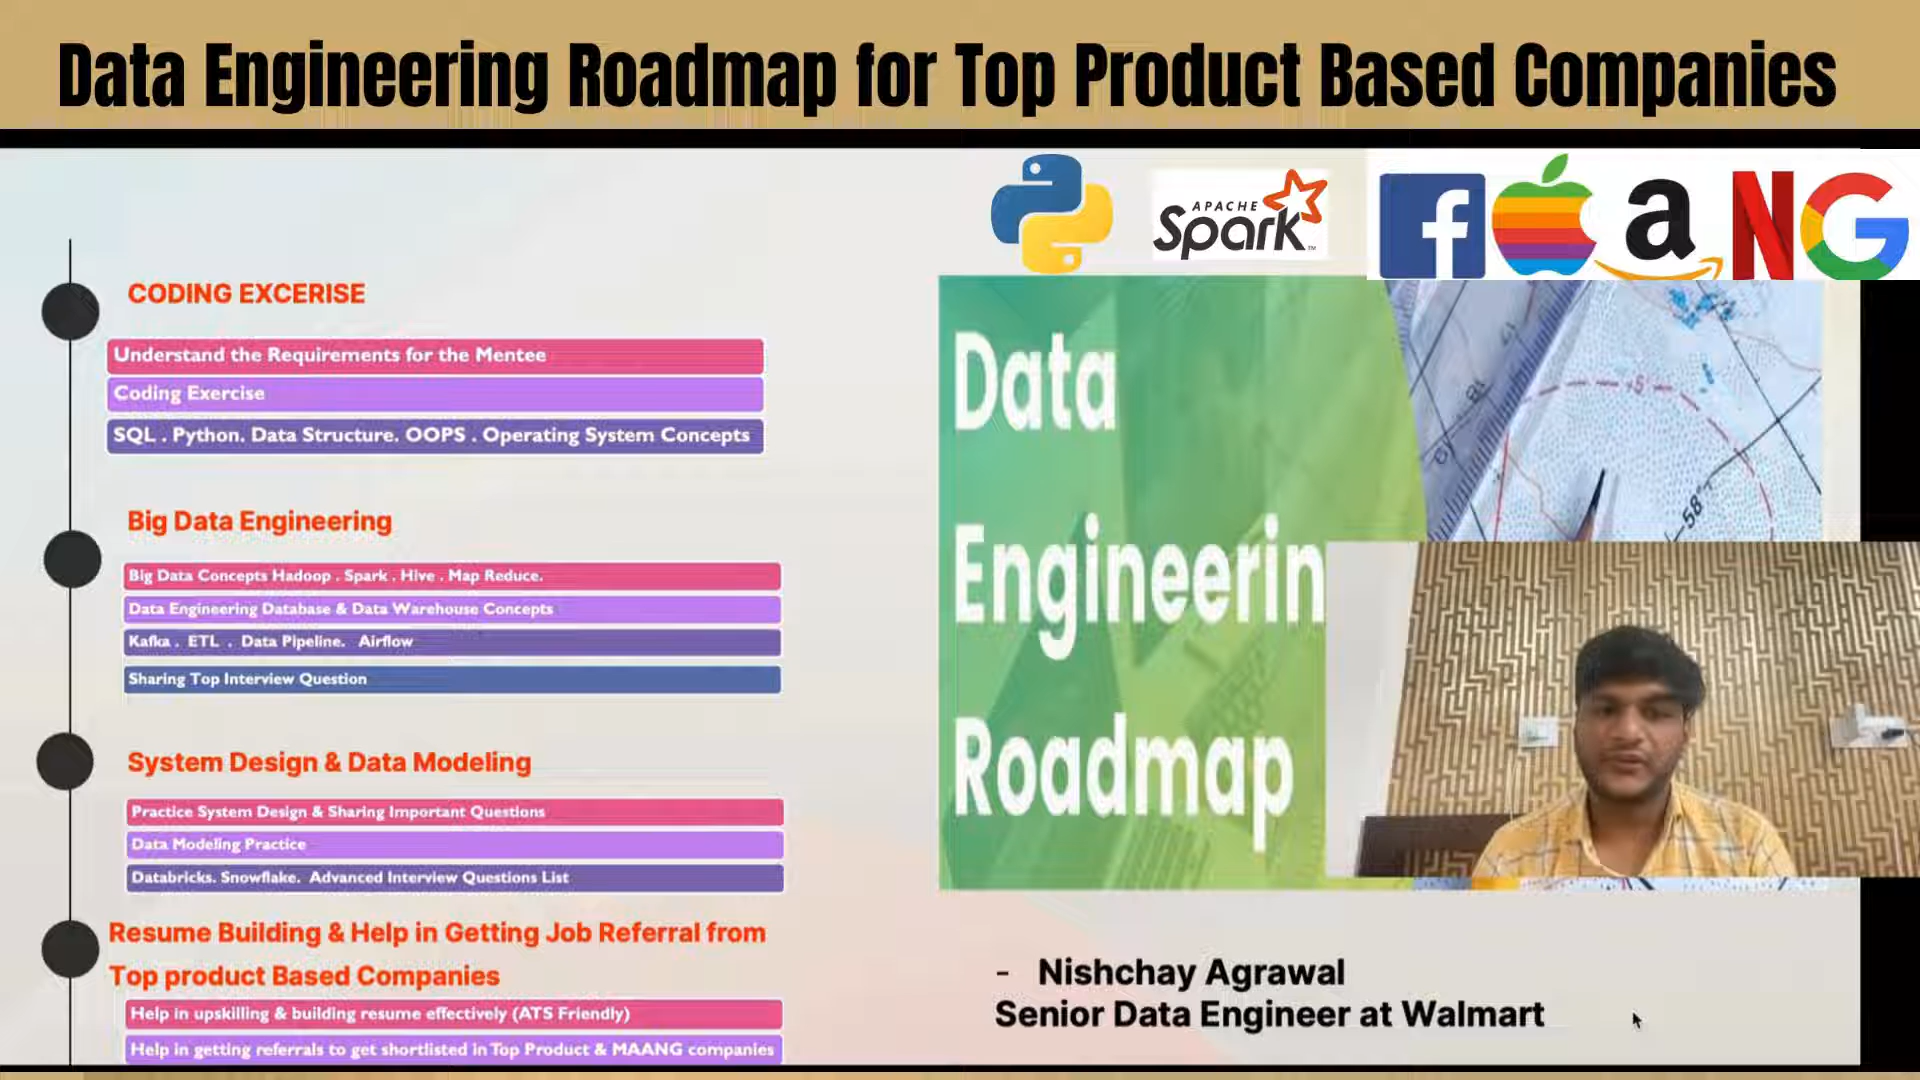 Data Engineering Roadmap for Top Product Based Companies
CODING EXCERISE
Understand the Requirements for the Mentee
Coding Exercise
SQL . Python. Data Structure. OOPS . Operating System Concepts
Big Data Engineering
Big Data Concepts Hadoop . Spark . Hive . Map Reduce.
Data Engineering Database & Data Warehouse Concepts
Kafka . ETL . Data Pipeline. Airflow
Sharing Top Interview Question
System Design & Data Modeling
Practice System Design & Sharing Important Questions
Data Modeling Practice
Databricks. Snowflake. Advanced Interview Questions List
Resume Building & Help in Getting Job Referral from
Top product Based Companies
Help in upskilling & building resume effectively (ATS Friendly)
Help in getting referrals to get shortlisted in Top Product & MAANG companies
APACHE
Spark™
f a N G
Data
Engineerin
Roadmap
5
58°
- Nishchay Agrawal
Senior Data Engineer at Walmart